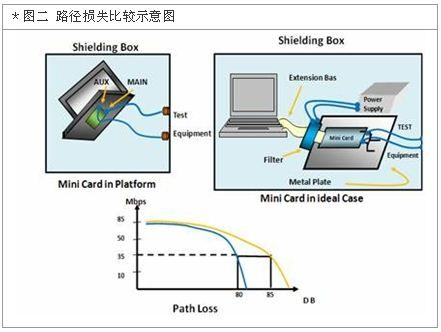 *图二 路径损失比较示意图
Shielding Box
AUX MAIN
Test
Equipment
Mini Card in Platform
Shielding Box
Extension Bas
Power
Supply
Mini Card
TEST
Equipment
Filter
Metal Plate
Mini Card in ideal Case
Mbps
85
50
35
10
80 85 DB
Path Loss